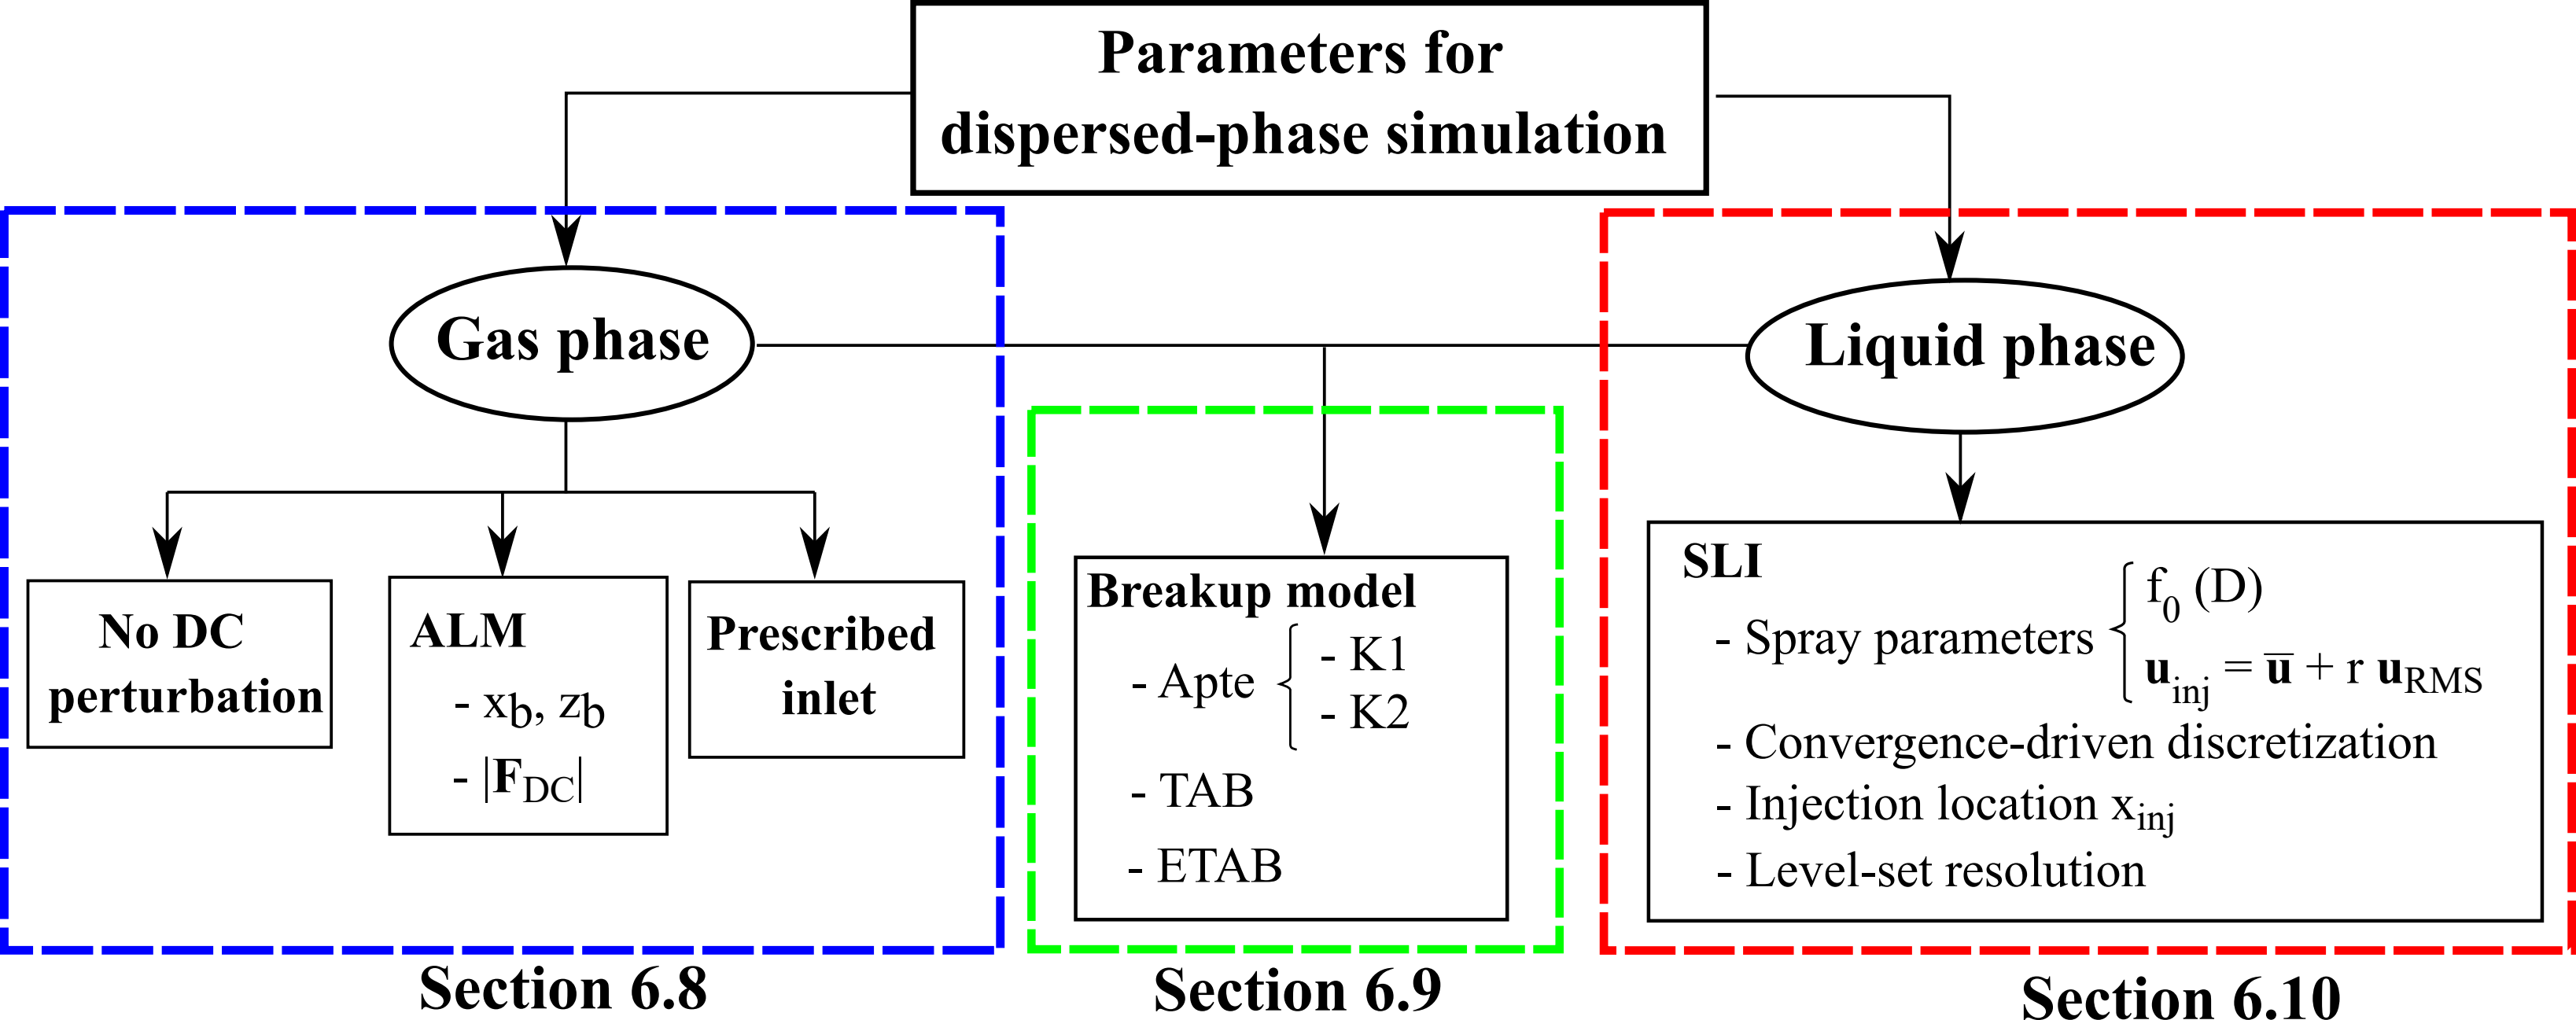 Parameters for
dispersed-phase simulation
Gas phase
Liquid phase
No DC
perturbation
ALM
- xb, zb
- |FDC|
Prescribed
inlet
Breakup model
- Apte
- K1
- K2
- TAB
- ETAB
SLI
- Spray parameters
f0 (D)
uinj = u̅ + r uRMS
- Convergence-driven discretization
- Injection location xinj
- Level-set resolution
Section 6.8
Section 6.9
Section 6.10